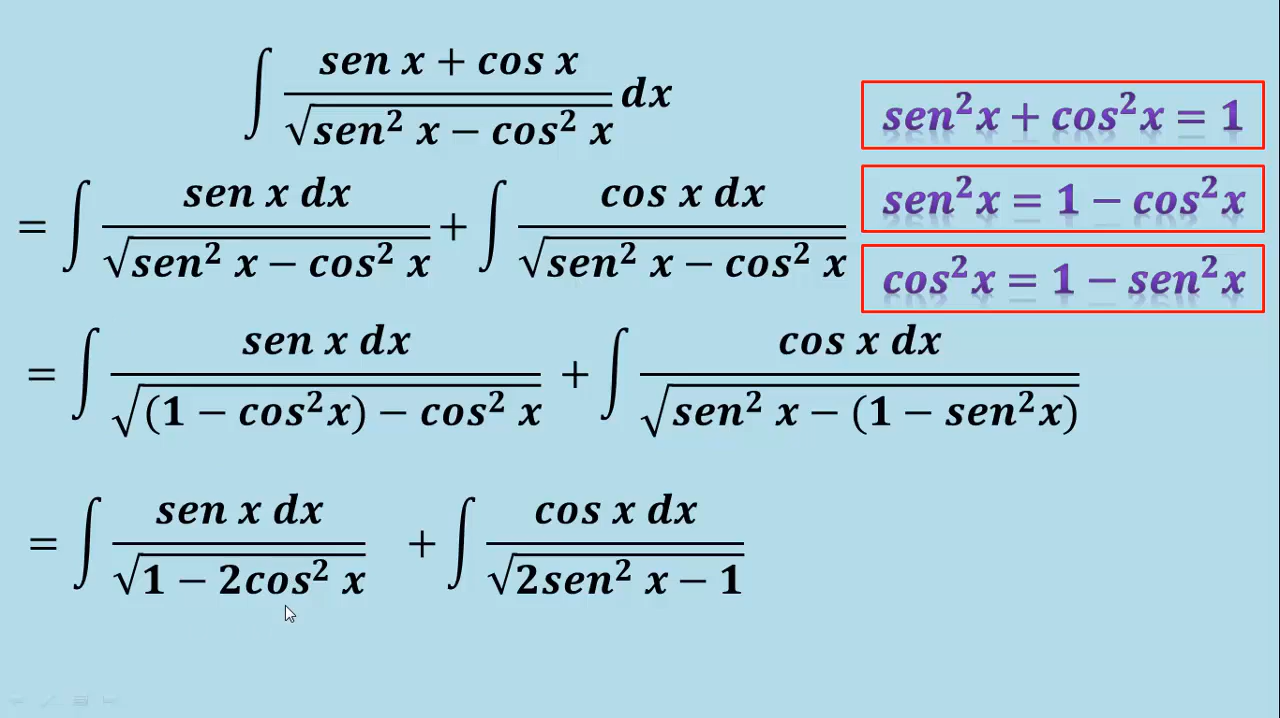 ∫ (sen x + cos x) / √(sen² x − cos² x) dx
sen²x + cos²x = 1
sen²x = 1 − cos²x
cos²x = 1 − sen²x
= ∫ (sen x dx) / √(sen² x − cos² x) + ∫ (cos x dx) / √(sen² x − cos² x)
= ∫ (sen x dx) / √((1 − cos²x) − cos² x) + ∫ (cos x dx) / √(sen² x − (1 − sen²x))
= ∫ (sen x dx) / √(1 − 2cos² x) + ∫ (cos x dx) / √(2sen² x − 1)